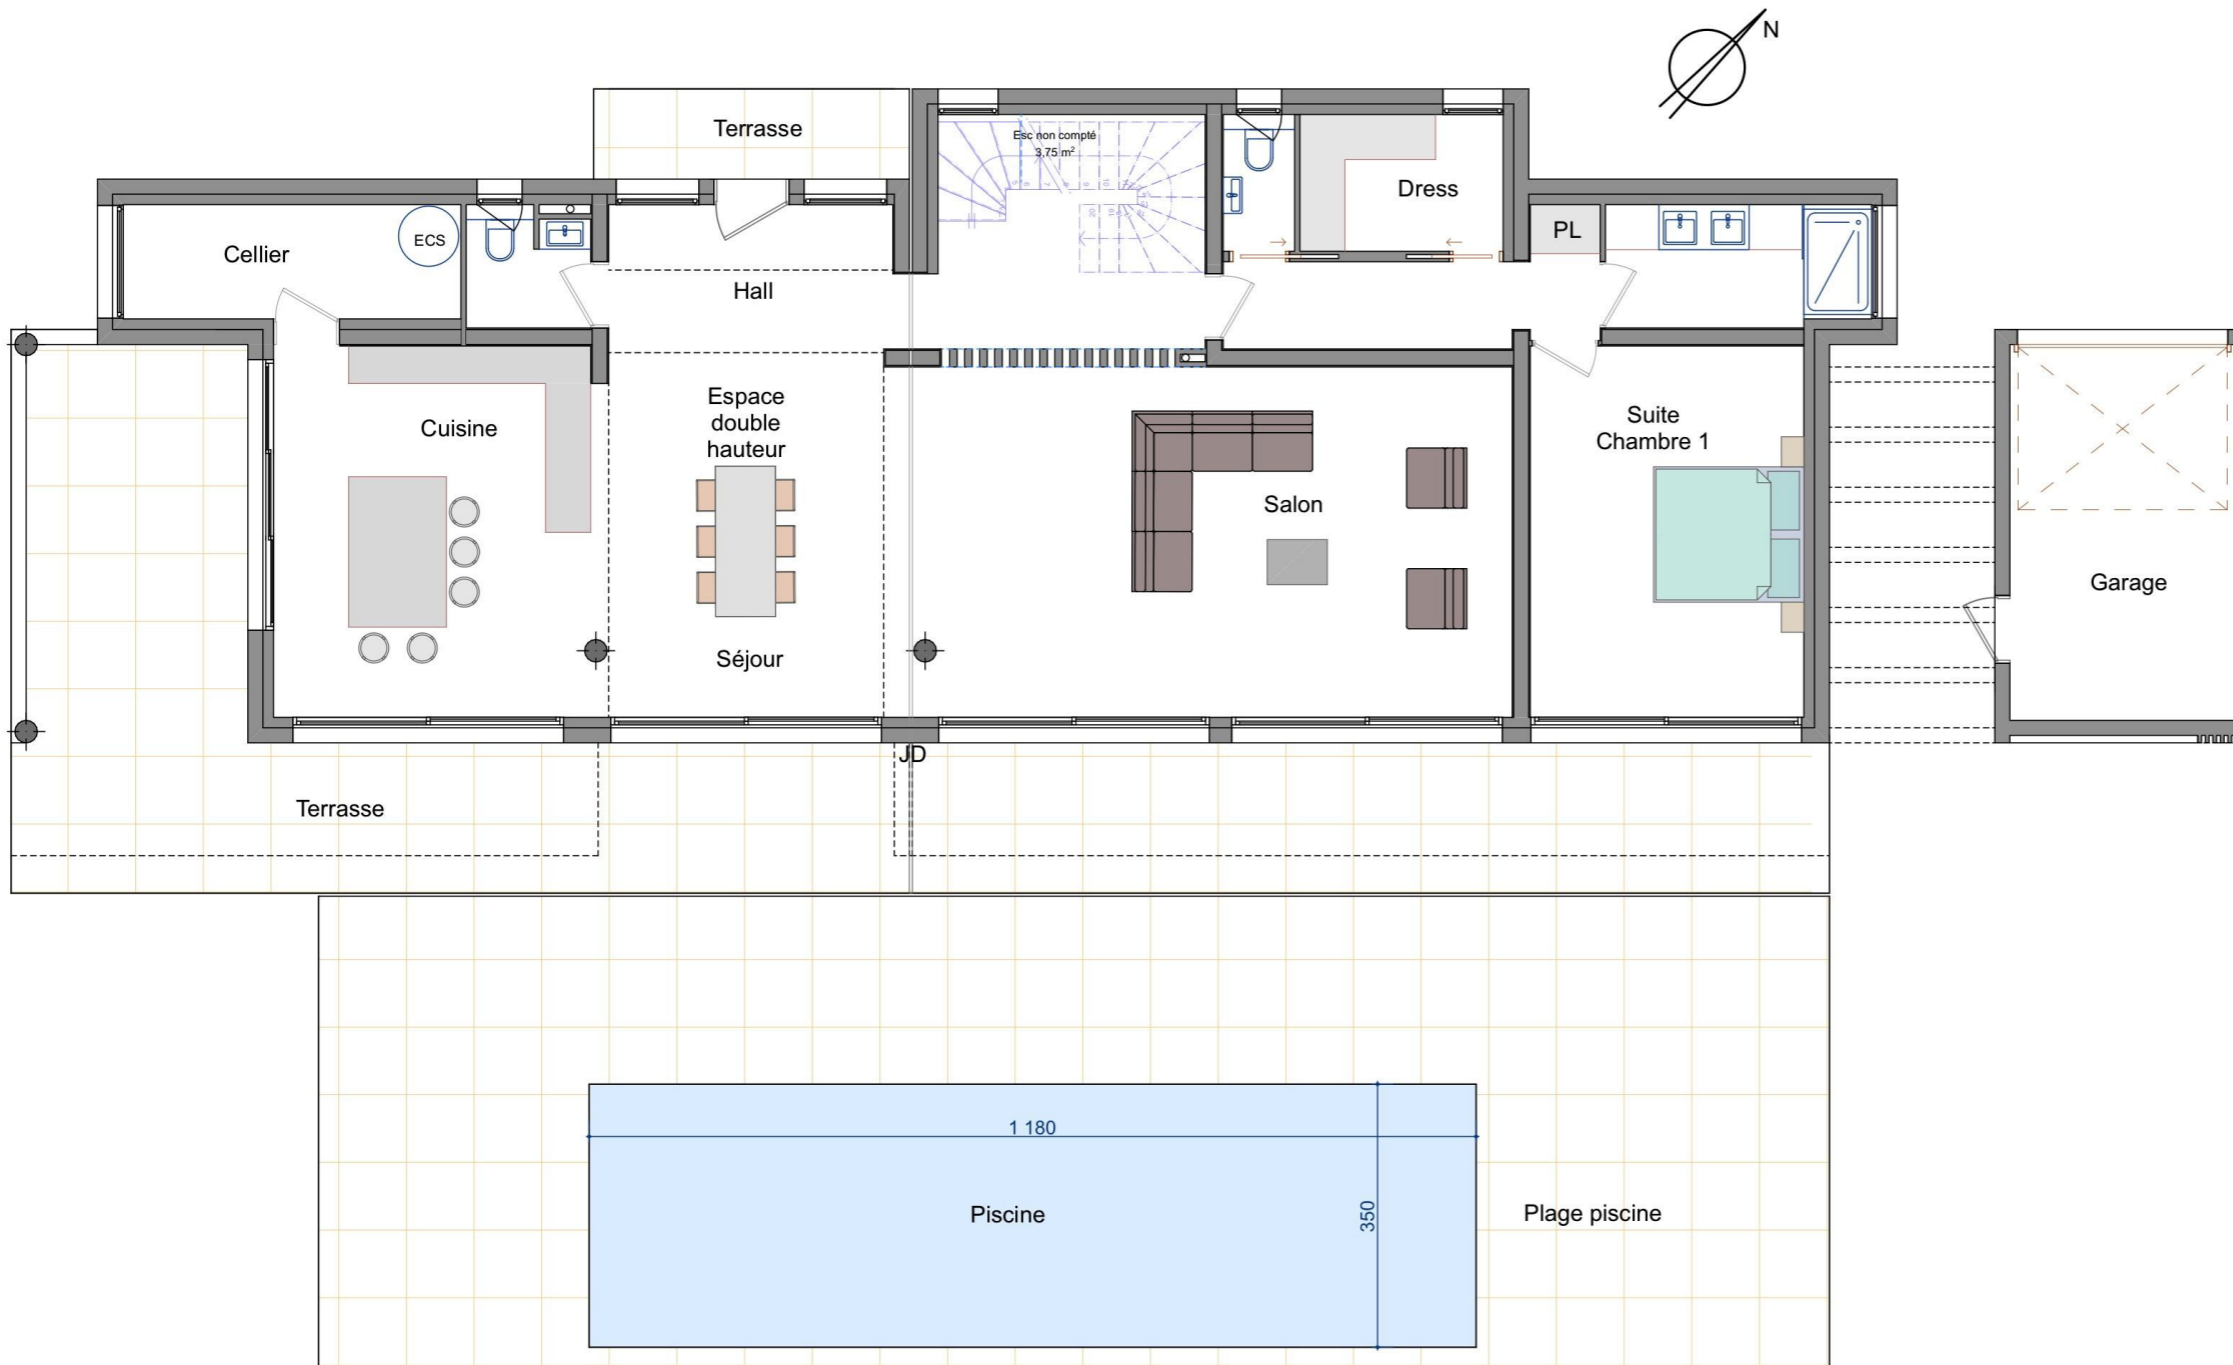 N
Terrasse
Esc non compté
3,75 m²
Dress
PL
Cellier
ECS
Hall
Espace
double
hauteur
Cuisine
Suite
Chambre 1
Salon
Garage
Séjour
JD
Terrasse
1 180
350
Piscine
Plage piscine